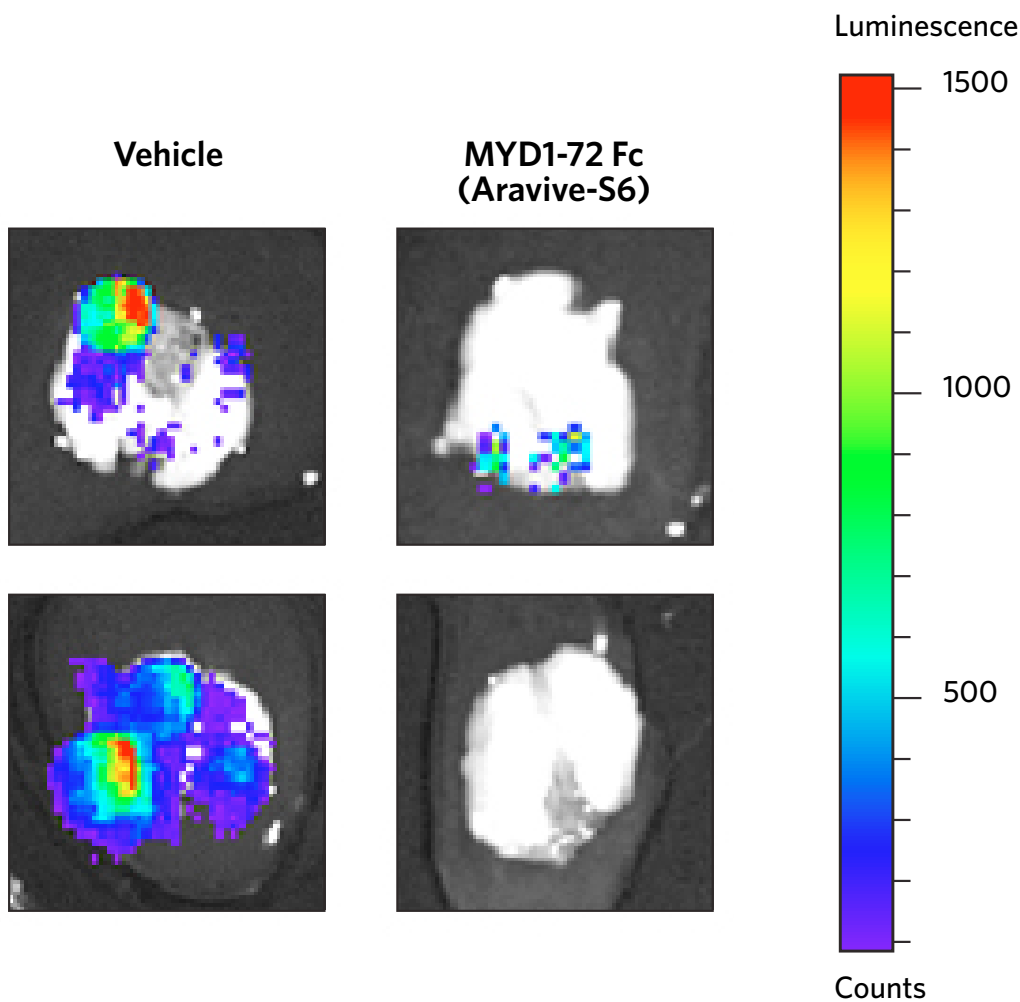 Luminescence
1500
Vehicle
MYD1-72 Fc
(Aravive-S6)
1000
500
Counts